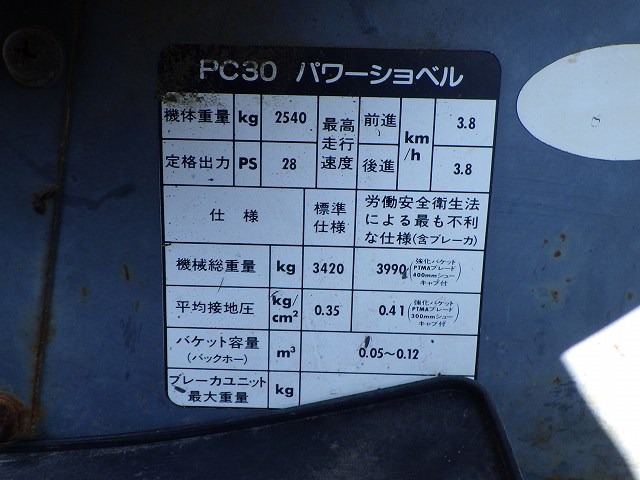 PC30 パワーショベル
機体重量 kg 2540 最高走行速度 前進 km/h 3.8
定格出力 PS 28 後進 3.8
仕様 標準仕様 労働安全衛生法による最も不利な仕様(含ブレーカ)
機械総重量 kg 3420 3990 (強化バケット PTMAブレード 400mmシュー キャブ付)
平均接地圧 kg/cm² 0.35 0.41 (強化バケット PTMAブレード 300mmシュー キャブ付)
バケット容量 (バックホー) m³ 0.05〜0.12
ブレーカユニット最大重量 kg